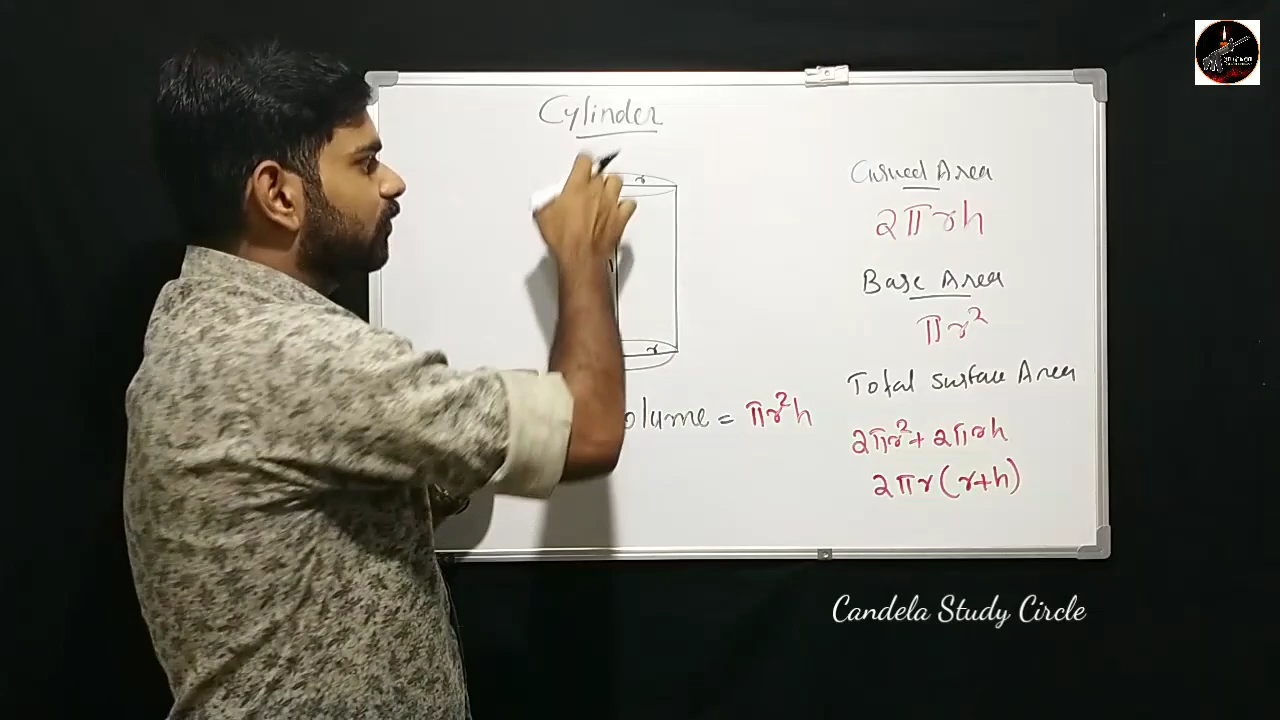 Cylinder
r
r
olume = πr²h
Curved Area
2πrh
Base Area
πr²
Total Surface Area
2πr² + 2πrh
2πr(r+h)
Candela Study Circle